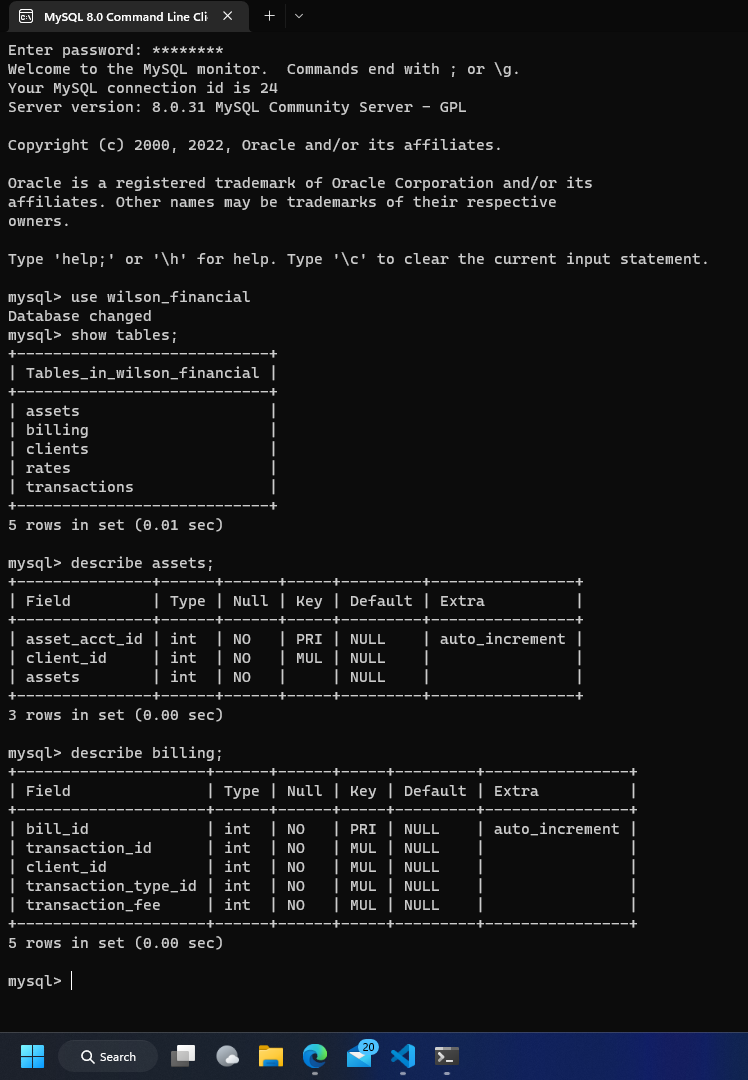 MySQL 8.0 Command Line Cli
Enter password: ********
Welcome to the MySQL monitor.  Commands end with ; or \g.
Your MySQL connection id is 24
Server version: 8.0.31 MySQL Community Server - GPL
Copyright (c) 2000, 2022, Oracle and/or its affiliates.
Oracle is a registered trademark of Oracle Corporation and/or its
affiliates. Other names may be trademarks of their respective
owners.
Type 'help;' or '\h' for help. Type '\c' to clear the current input statement.
mysql> use wilson_financial
Database changed
mysql> show tables;
+----------------------------+
| Tables_in_wilson_financial |
+----------------------------+
| assets                     |
| billing                    |
| clients                    |
| rates                      |
| transactions               |
+----------------------------+
5 rows in set (0.01 sec)
mysql> describe assets;
+---------------+------+------+-----+---------+----------------+
| Field         | Type | Null | Key | Default | Extra          |
+---------------+------+------+-----+---------+----------------+
| asset_acct_id | int  | NO   | PRI | NULL    | auto_increment |
| client_id     | int  | NO   | MUL | NULL    |                |
| assets        | int  | NO   |     | NULL    |                |
+---------------+------+------+-----+---------+----------------+
3 rows in set (0.00 sec)
mysql> describe billing;
+---------------------+------+------+-----+---------+----------------+
| Field               | Type | Null | Key | Default | Extra          |
+---------------------+------+------+-----+---------+----------------+
| bill_id             | int  | NO   | PRI | NULL    | auto_increment |
| transaction_id      | int  | NO   | MUL | NULL    |                |
| client_id           | int  | NO   | MUL | NULL    |                |
| transaction_type_id | int  | NO   | MUL | NULL    |                |
| transaction_fee     | int  | NO   | MUL | NULL    |                |
+---------------------+------+------+-----+---------+----------------+
5 rows in set (0.00 sec)
mysql>
Search
20